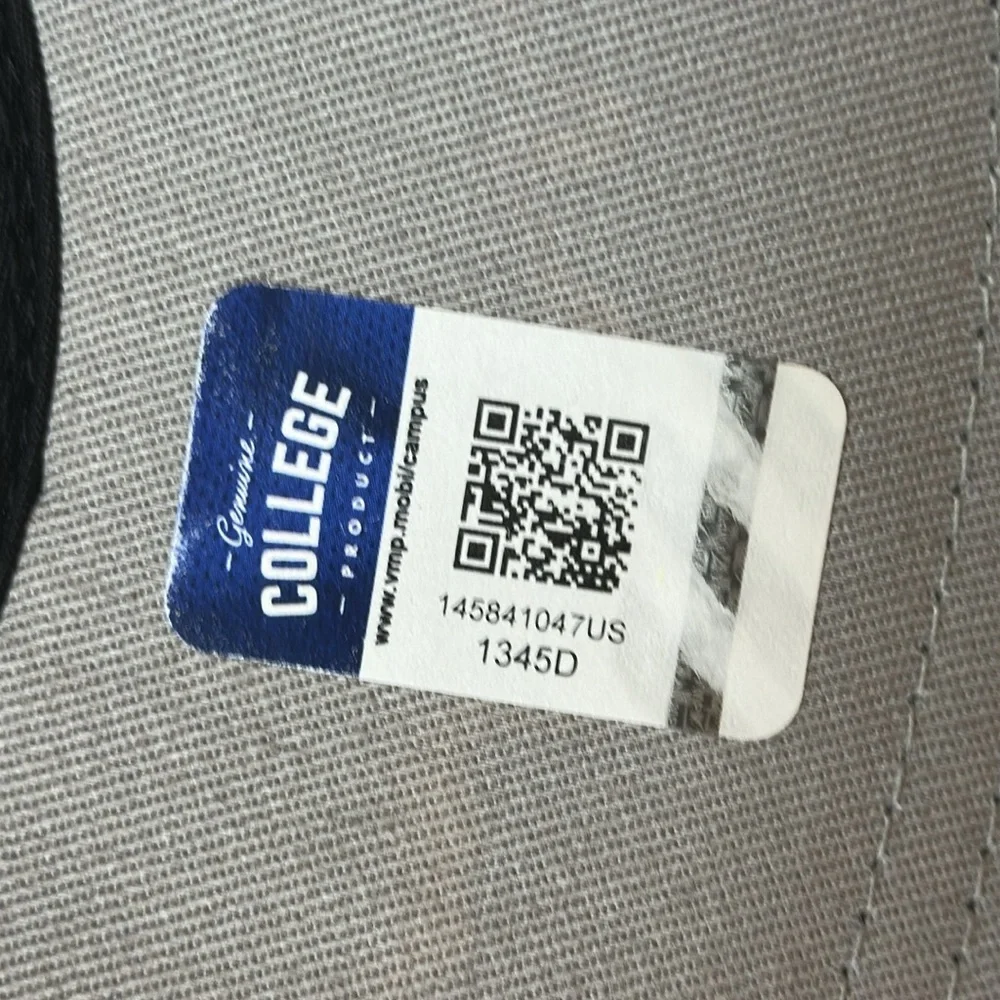 Genuine
COLLEGE
PRODUCT
www.vmp.mobi/campus
145841047US
1345D